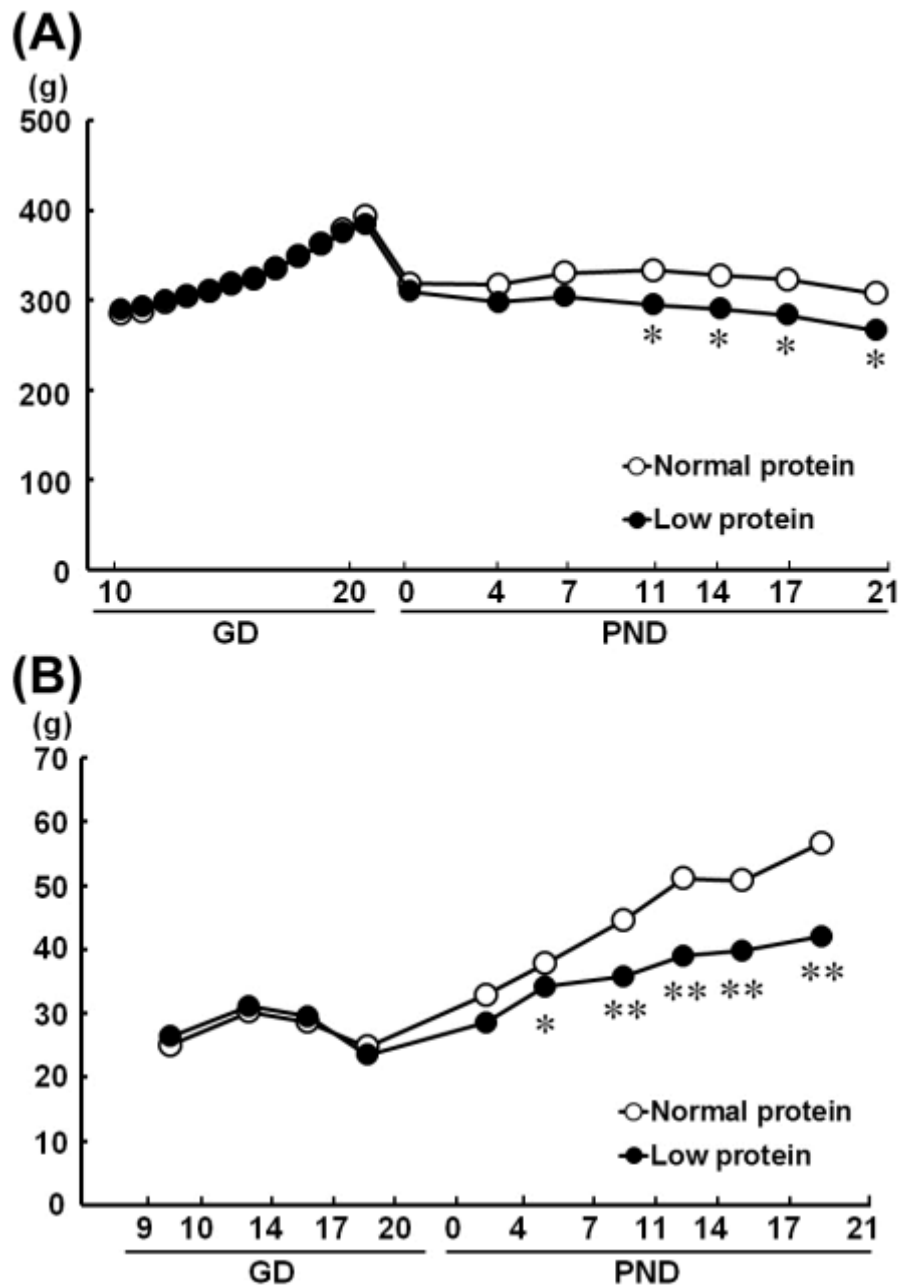 (A)
(g)
500
400
300
200
100
0
* * * *
Normal protein
Low protein
10 20 0 4 7 11 14 17 21
GD PND
(B)
(g)
70
60
50
40
30
20
10
0
* ** ** ** **
Normal protein
Low protein
9 10 14 17 20 0 4 7 11 14 17 21
GD PND